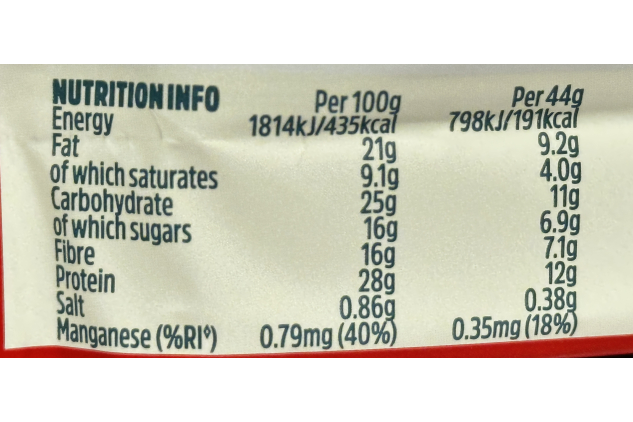 NUTRITION INFO Per 100g Per 44g
Energy 1814kJ/435kcal 798kJ/191kcal
Fat 21g 9.2g
of which saturates 9.1g 4.0g
Carbohydrate 25g 11g
of which sugars 16g 6.9g
Fibre 16g 7.1g
Protein 28g 12g
Salt 0.86g 0.38g
Manganese (%RI◊) 0.79mg (40%) 0.35mg (18%)